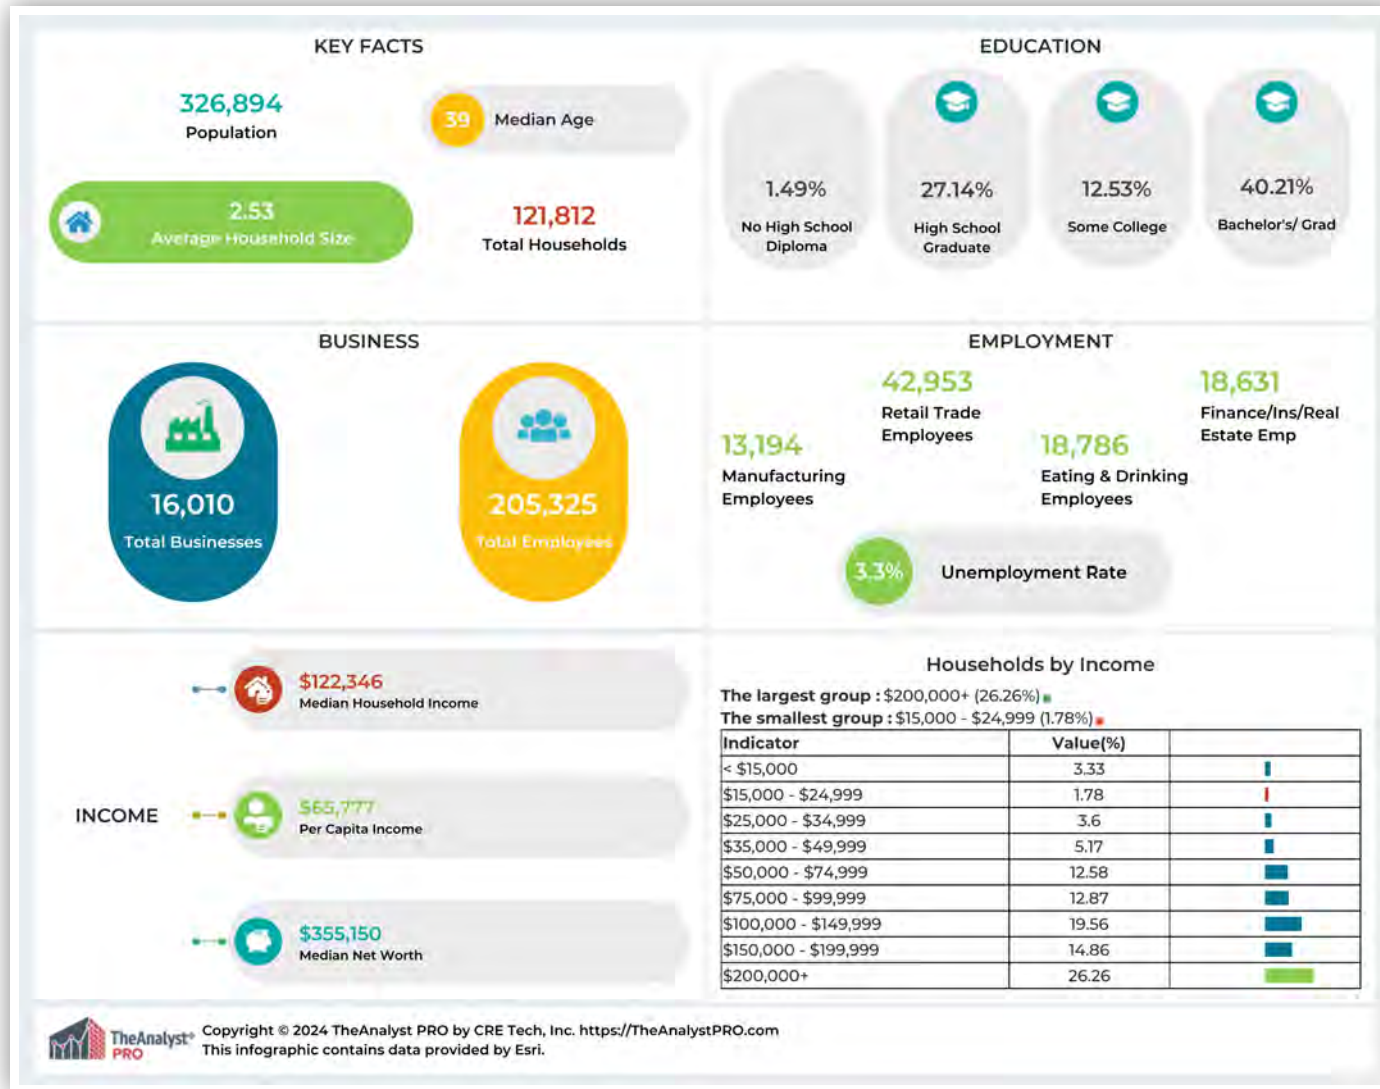 KEY FACTS
326,894
Population
39
Median Age
2.53
Average Household Size
121,812
Total Households
EDUCATION
1.49%
No High School
Diploma
27.14%
High School
Graduate
12.53%
Some College
40.21%
Bachelor's/ Grad
BUSINESS
16,010
Total Businesses
205,325
Total Employees
EMPLOYMENT
13,194
Manufacturing
Employees
42,953
Retail Trade
Employees
18,786
Eating & Drinking
Employees
18,631
Finance/Ins/Real
Estate Emp
3.3%
Unemployment Rate
INCOME
$122,346
Median Household Income
$65,777
Per Capita Income
$355,150
Median Net Worth
Households by Income
The largest group : $200,000+ (26.26%)
The smallest group : $15,000 - $24,999 (1.78%)
Indicator Value(%)
< $15,000 3.33
$15,000 - $24,999 1.78
$25,000 - $34,999 3.6
$35,000 - $49,999 5.17
$50,000 - $74,999 12.58
$75,000 - $99,999 12.87
$100,000 - $149,999 19.56
$150,000 - $199,999 14.86
$200,000+ 26.26
TheAnalyst®
PRO
Copyright © 2024 TheAnalyst PRO by CRE Tech, Inc. https://TheAnalystPRO.com
This infographic contains data provided by Esri.